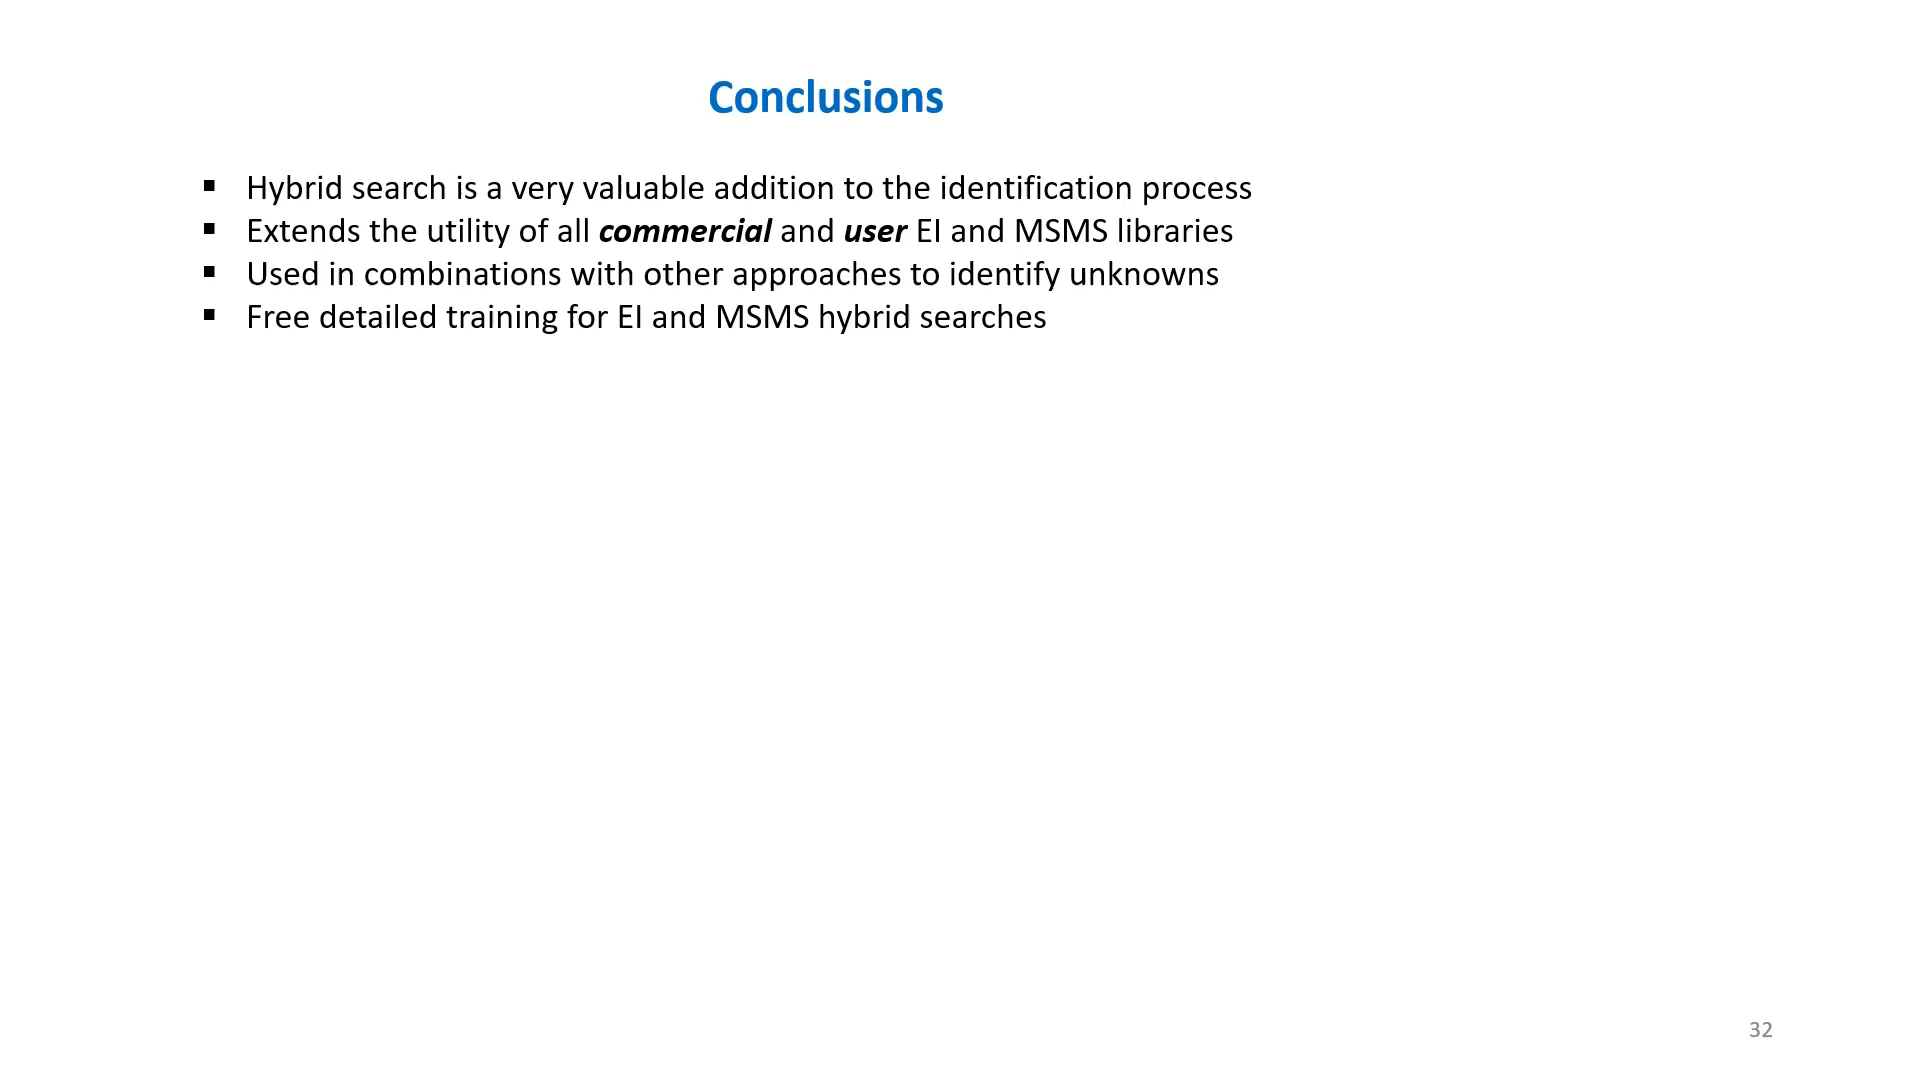 Conclusions
▪ Hybrid search is a very valuable addition to the identification process
▪ Extends the utility of all commercial and user EI and MSMS libraries
▪ Used in combinations with other approaches to identify unknowns
▪ Free detailed training for EI and MSMS hybrid searches
32